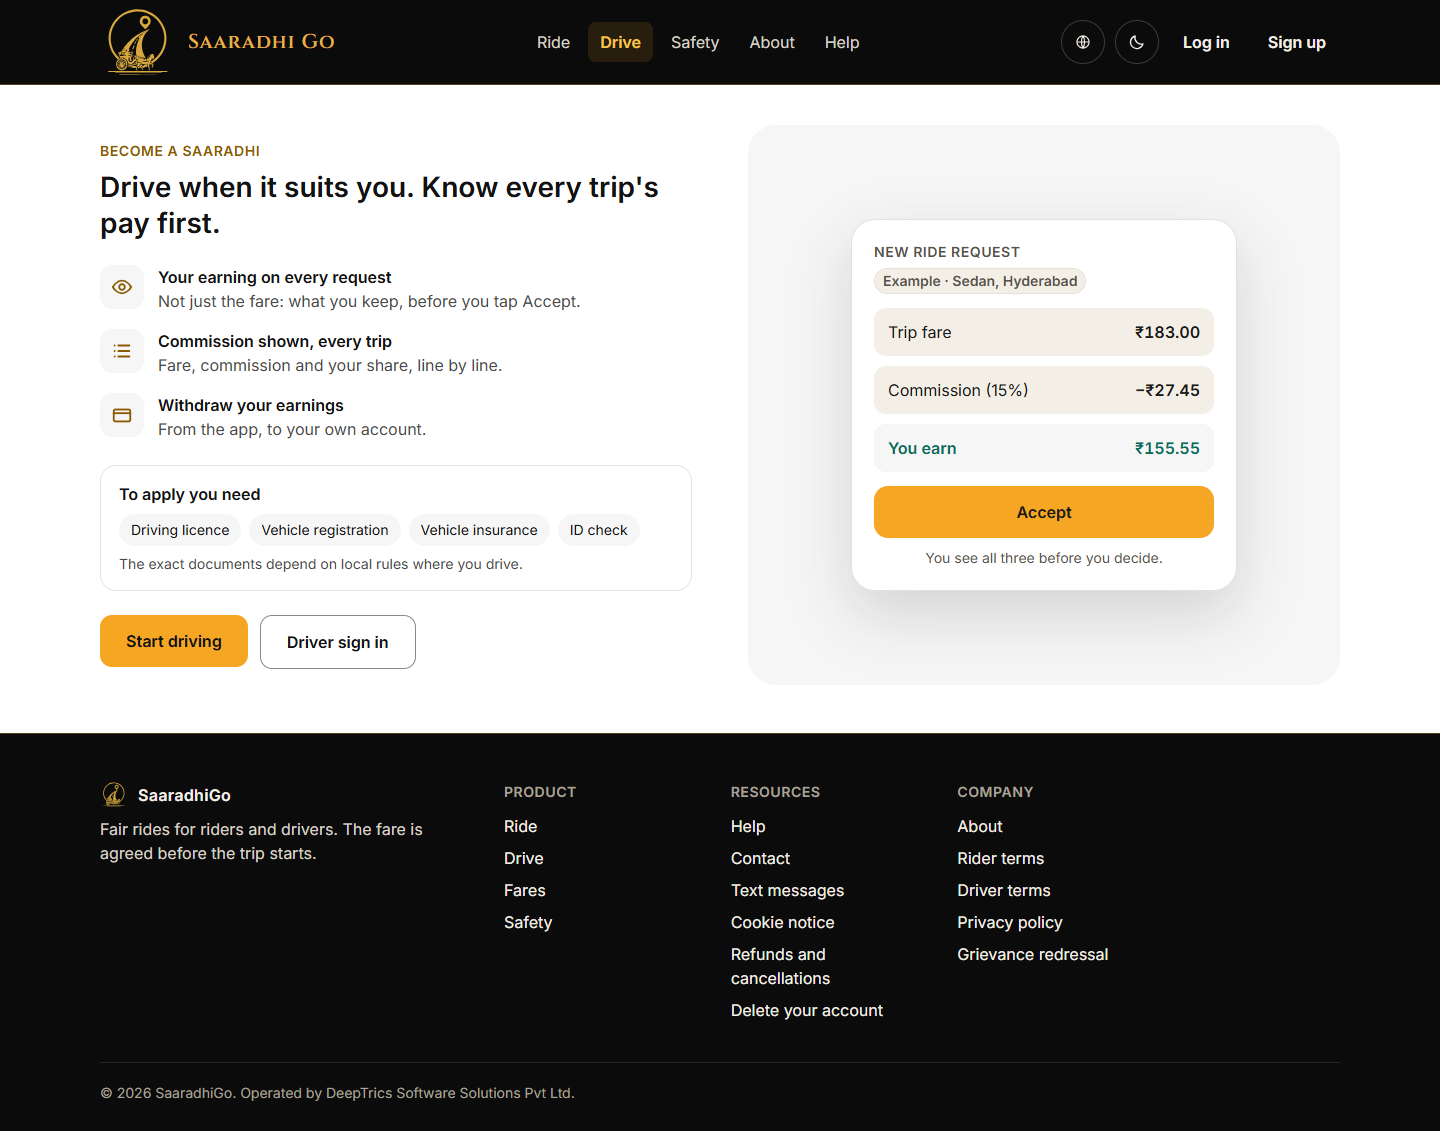 SAARADHI GO
Ride
Drive
Safety
About
Help
Log in
Sign up
BECOME A SAARADHI
Drive when it suits you. Know every trip's
pay first.
Your earning on every request
Not just the fare: what you keep, before you tap Accept.
Commission shown, every trip
Fare, commission and your share, line by line.
Withdraw your earnings
From the app, to your own account.
To apply you need
Driving licence
Vehicle registration
Vehicle insurance
ID check
The exact documents depend on local rules where you drive.
Start driving
Driver sign in
NEW RIDE REQUEST
Example · Sedan, Hyderabad
Trip fare ₹183.00
Commission (15%) −₹27.45
You earn ₹155.55
Accept
You see all three before you decide.
SaaradhiGo
Fair rides for riders and drivers. The fare is
agreed before the trip starts.
PRODUCT
Ride
Drive
Fares
Safety
RESOURCES
Help
Contact
Text messages
Cookie notice
Refunds and
cancellations
Delete your account
COMPANY
About
Rider terms
Driver terms
Privacy policy
Grievance redressal
© 2026 SaaradhiGo. Operated by DeepTrics Software Solutions Pvt Ltd.